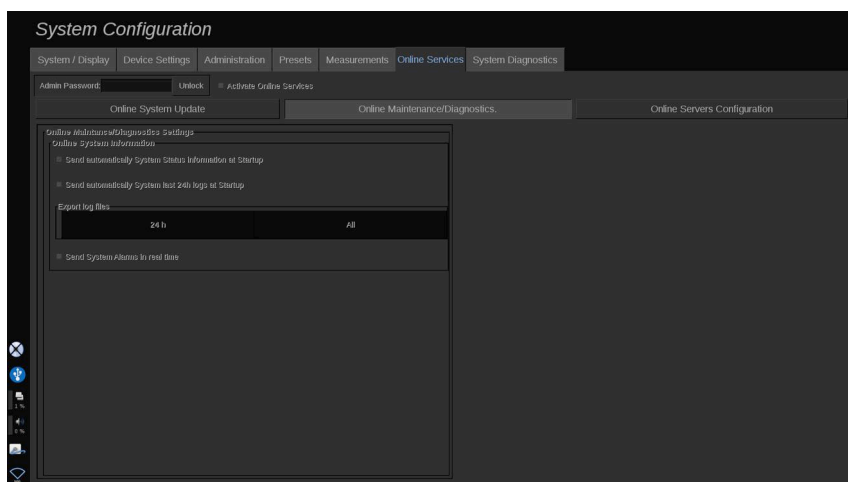 System Configuration
System / Display Device Settings Administration Presets Measurements Online Services System Diagnostics
Admin Password: Unlock Activate Online Services
Online System Update Online Maintenance/Diagnostics. Online Servers Configuration
Online Maintance/Diagnostics Settings
Online System Information
Send automatically System Status information at Startup
Send automatically System last 24h logs at Startup
Export log files
24 h All
Send System Alarms in real time
1 %
0 %